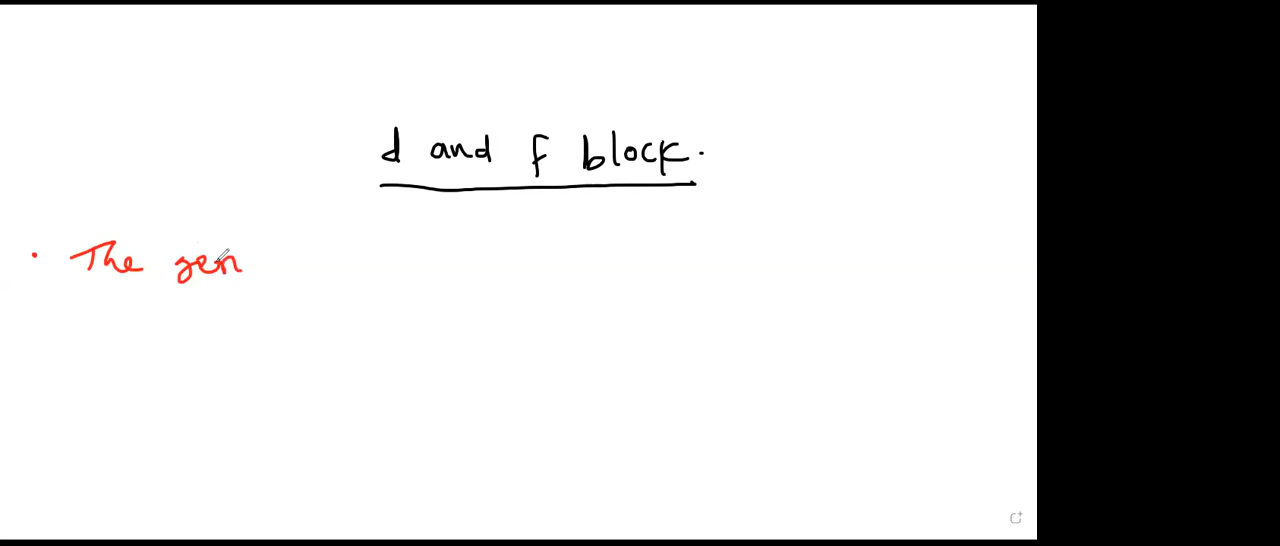 d and f block.
• The gen